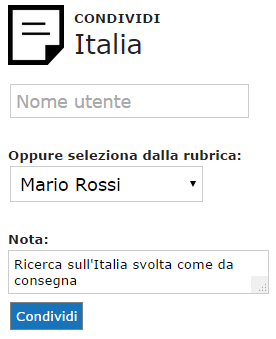 CONDIVIDI
Italia
Nome utente
Oppure seleziona dalla rubrica:
Mario Rossi
Nota:
Ricerca sull'Italia svolta come da
consegna
Condividi